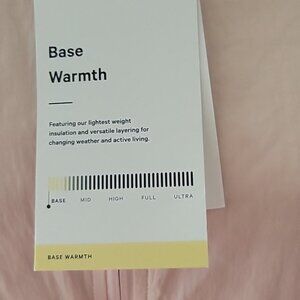 Base
Warmth
Featuring our lightest weight
insulation and versatile layering for
changing weather and active living.
BASE MID HIGH FULL ULTRA
BASE WARMTH